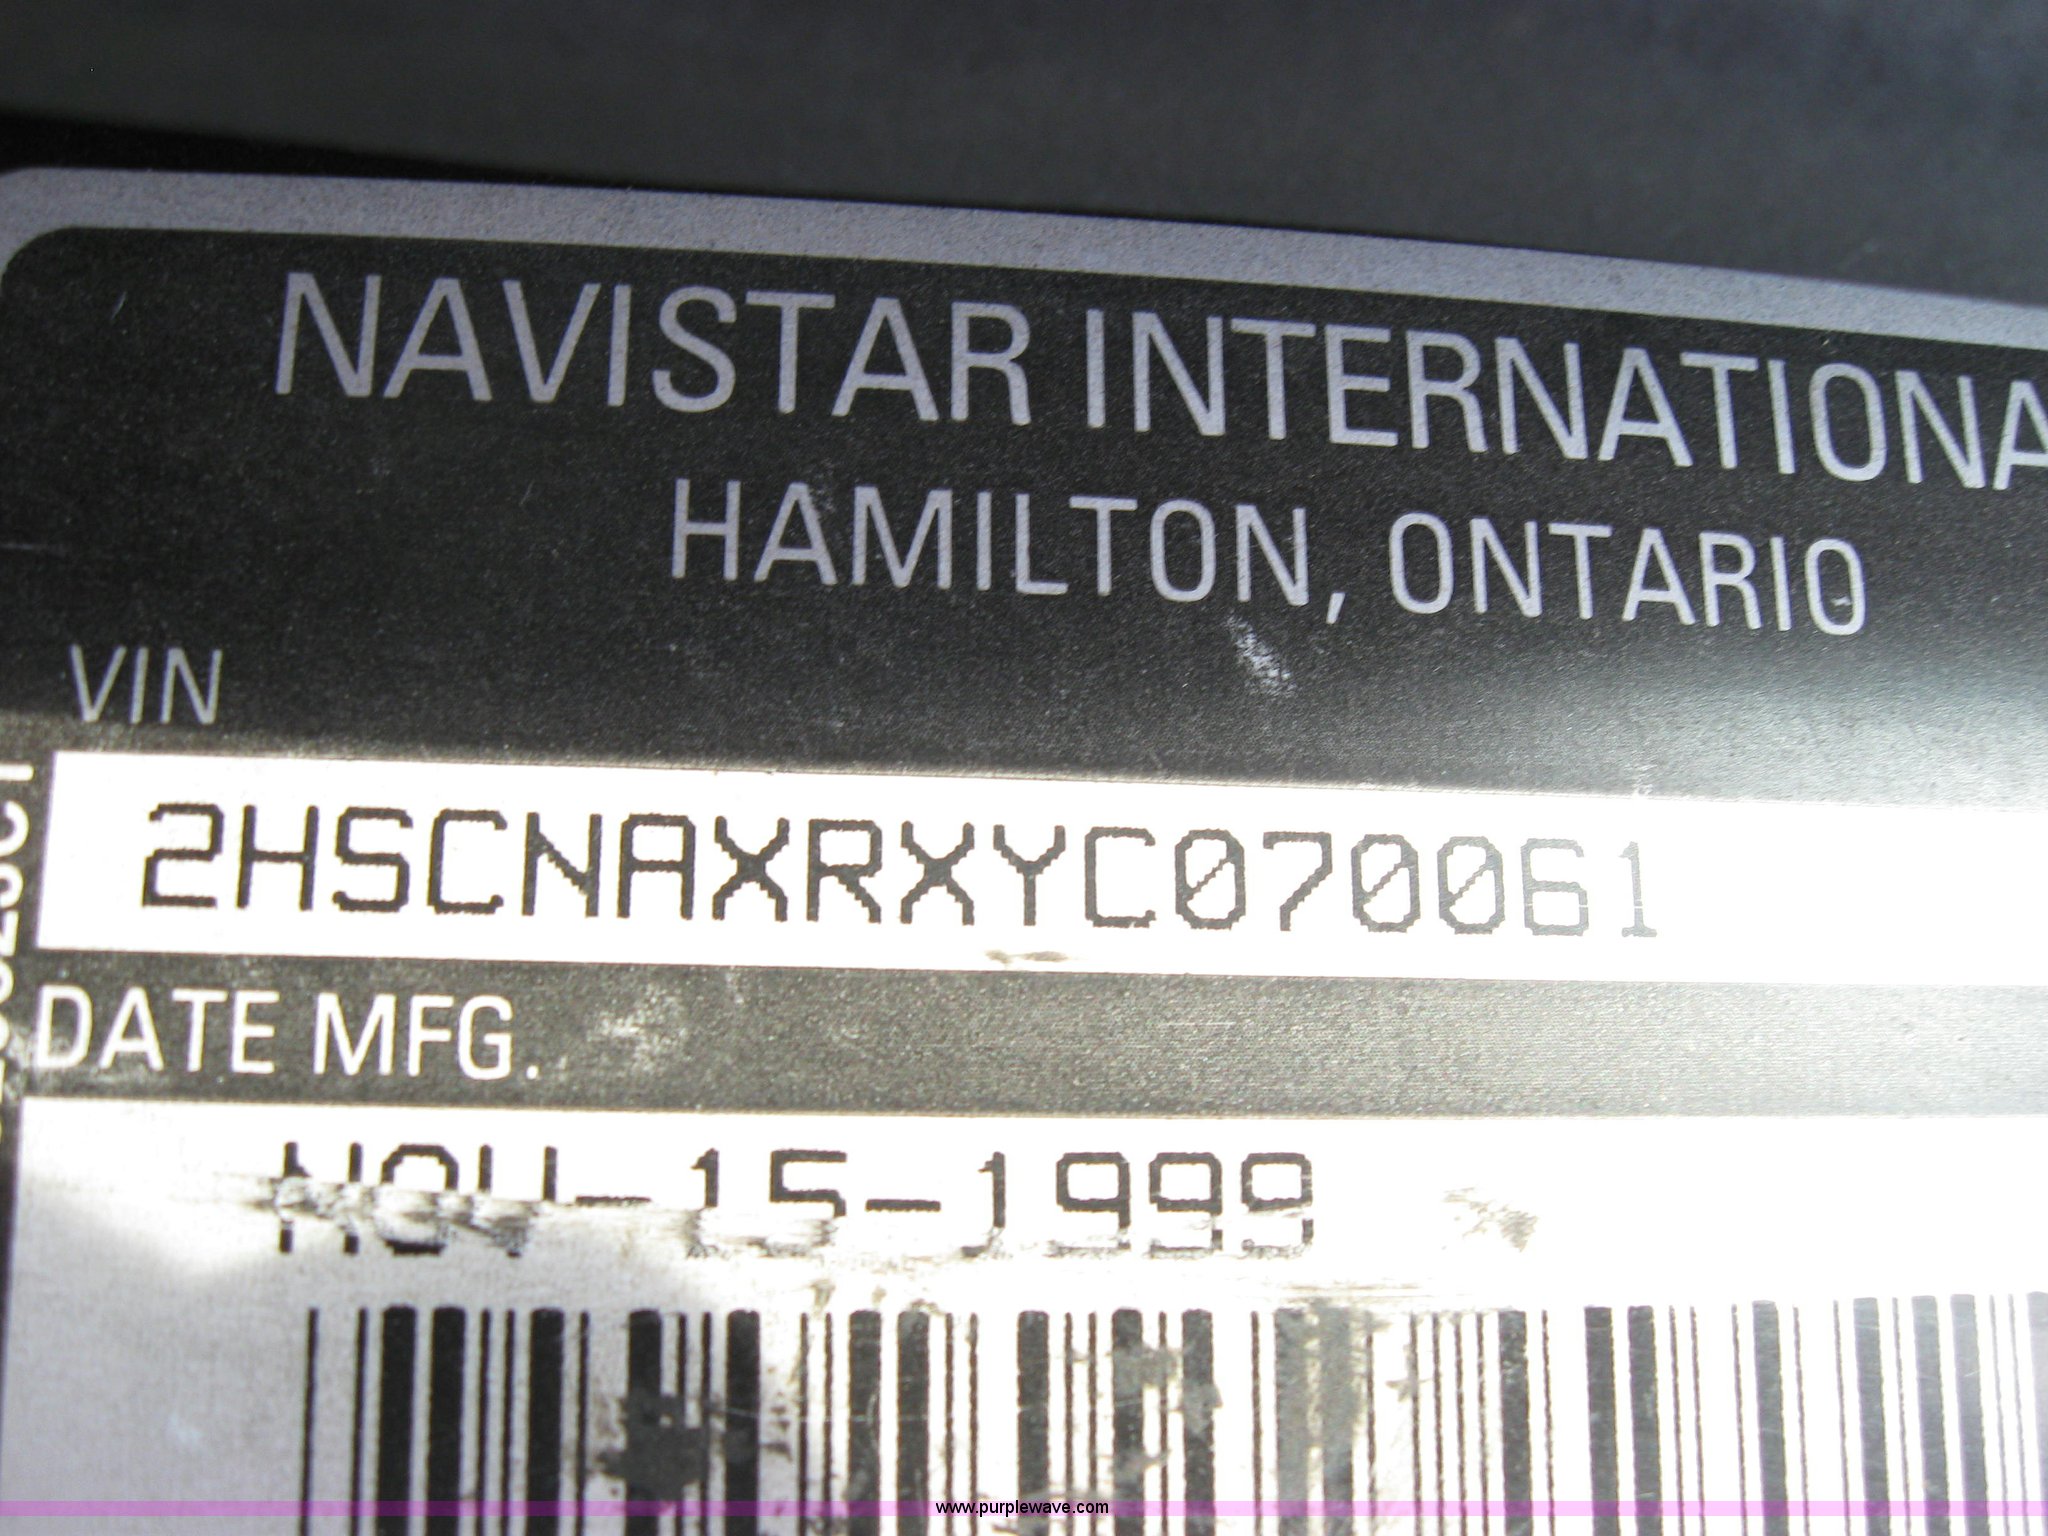 NAVISTAR INTERNATIONA
HAMILTON, ONTARIO
VIN
2HSCNAXRXYC070061
DATE MFG.
NOV-15-1999
www.purplewave.com